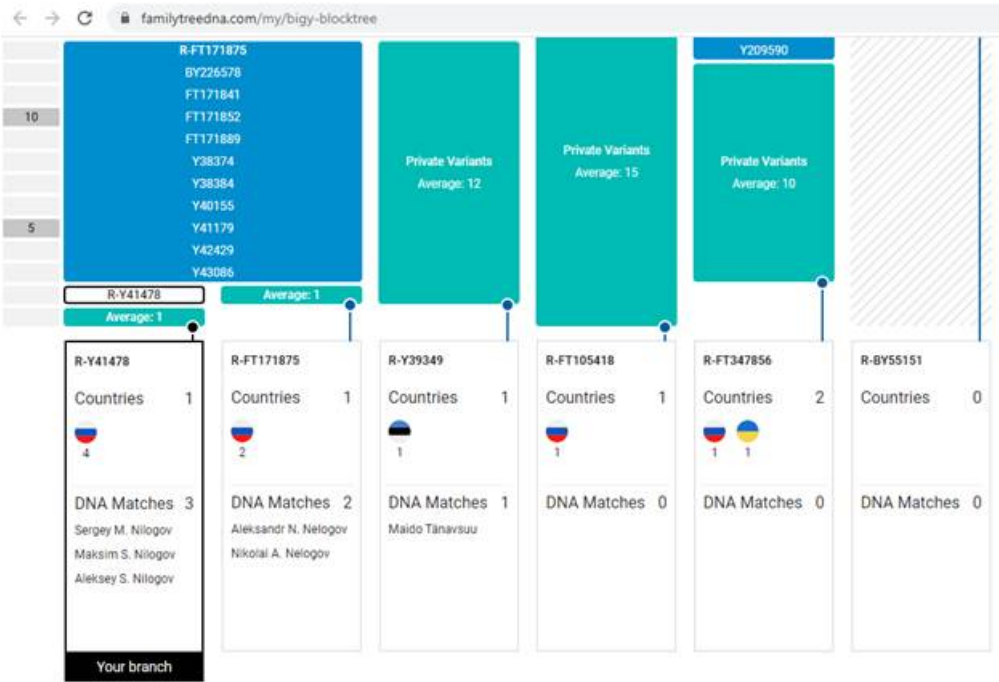 familytreedna.com/my/bigy-blocktree
R-FT171875
BY226578
FT171841
FT171852
FT171889
Y38374
Y38384
Y40155
Y41179
Y42429
Y43086
10
5
R-Y41478
Average: 1
Average: 1
Private Variants
Average: 12
Private Variants
Average: 15
Y209590
Private Variants
Average: 10
R-Y41478
Countries 1
4
DNA Matches 3
Sergey M. Nilogov
Maksim S. Nilogov
Aleksey S. Nilogov
Your branch
R-FT171875
Countries 1
2
DNA Matches 2
Aleksandr N. Nelogov
Nikolai A. Nelogov
R-Y39349
Countries 1
1
DNA Matches 1
Maido Tänavsuu
R-FT105418
Countries 1
1
DNA Matches 0
R-FT347856
Countries 2
1 1
DNA Matches 0
R-BY55151
Countries 0
DNA Matches 0